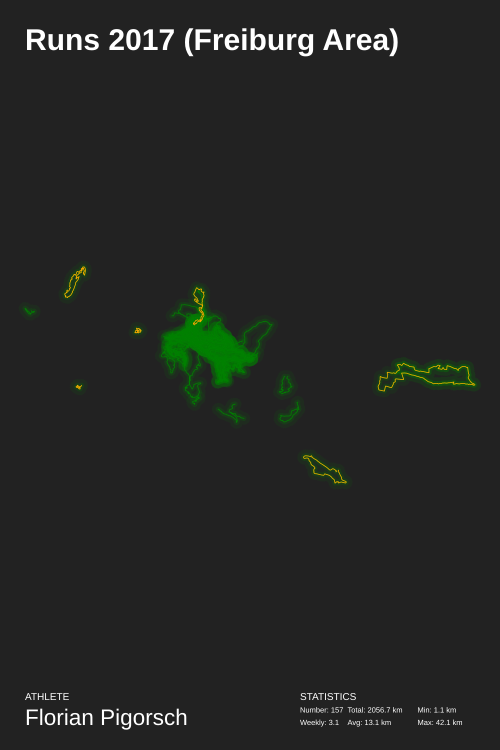 Runs 2017 (Freiburg Area)
ATHLETE
Florian Pigorsch
STATISTICS
Number: 157 Total: 2056.7 km Min: 1.1 km
Weekly: 3.1 Avg: 13.1 km Max: 42.1 km